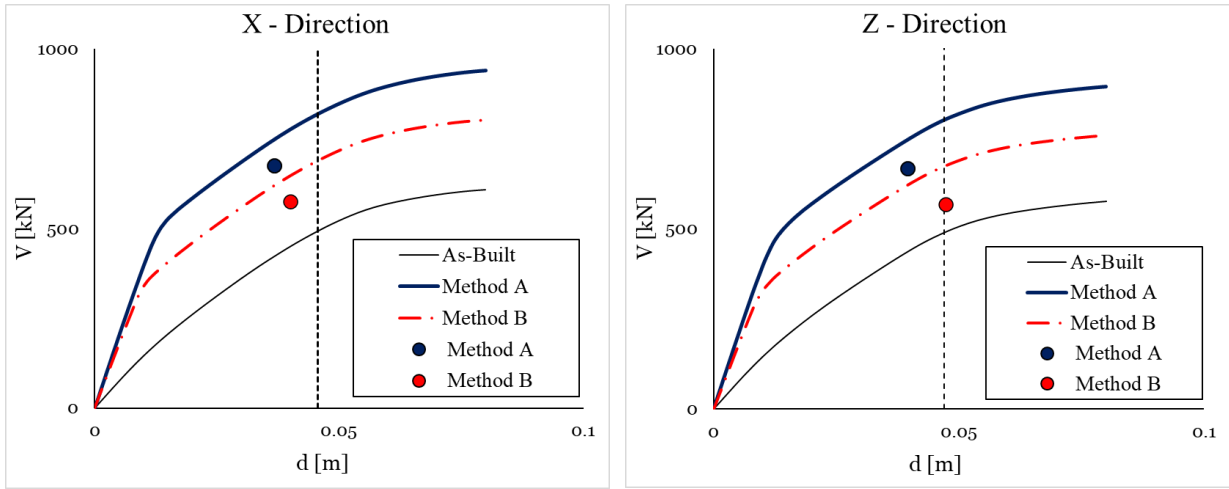 X - Direction
1000
V [kN]
500
As-Built
Method A
Method B
Method A
Method B
0
0
0.05
0.1
d [m]
Z - Direction
1000
V [kN]
500
As-Built
Method A
Method B
Method A
Method B
0
0
0.05
0.1
d [m]